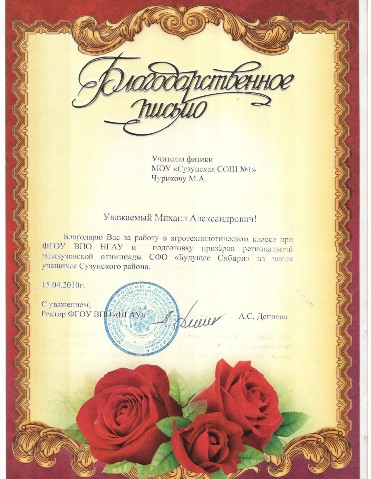 Благодарственное
письмо
Учителю физики
МОУ «Сузунская СОШ №1»
Чурикову М.А.
Уважаемый Михаил Александрович!
Благодарю Вас за работу в агротехнологическом классе при
ФГОУ ВПО НГАУ и подготовку призёров региональной
межвузовской олимпиады СФО «Будущее Сибири» из числа
учащихся Сузунского района.
15.04.2010г.
С уважением,
Ректор ФГОУ ВПО «НГАУ» А.С. Денисов